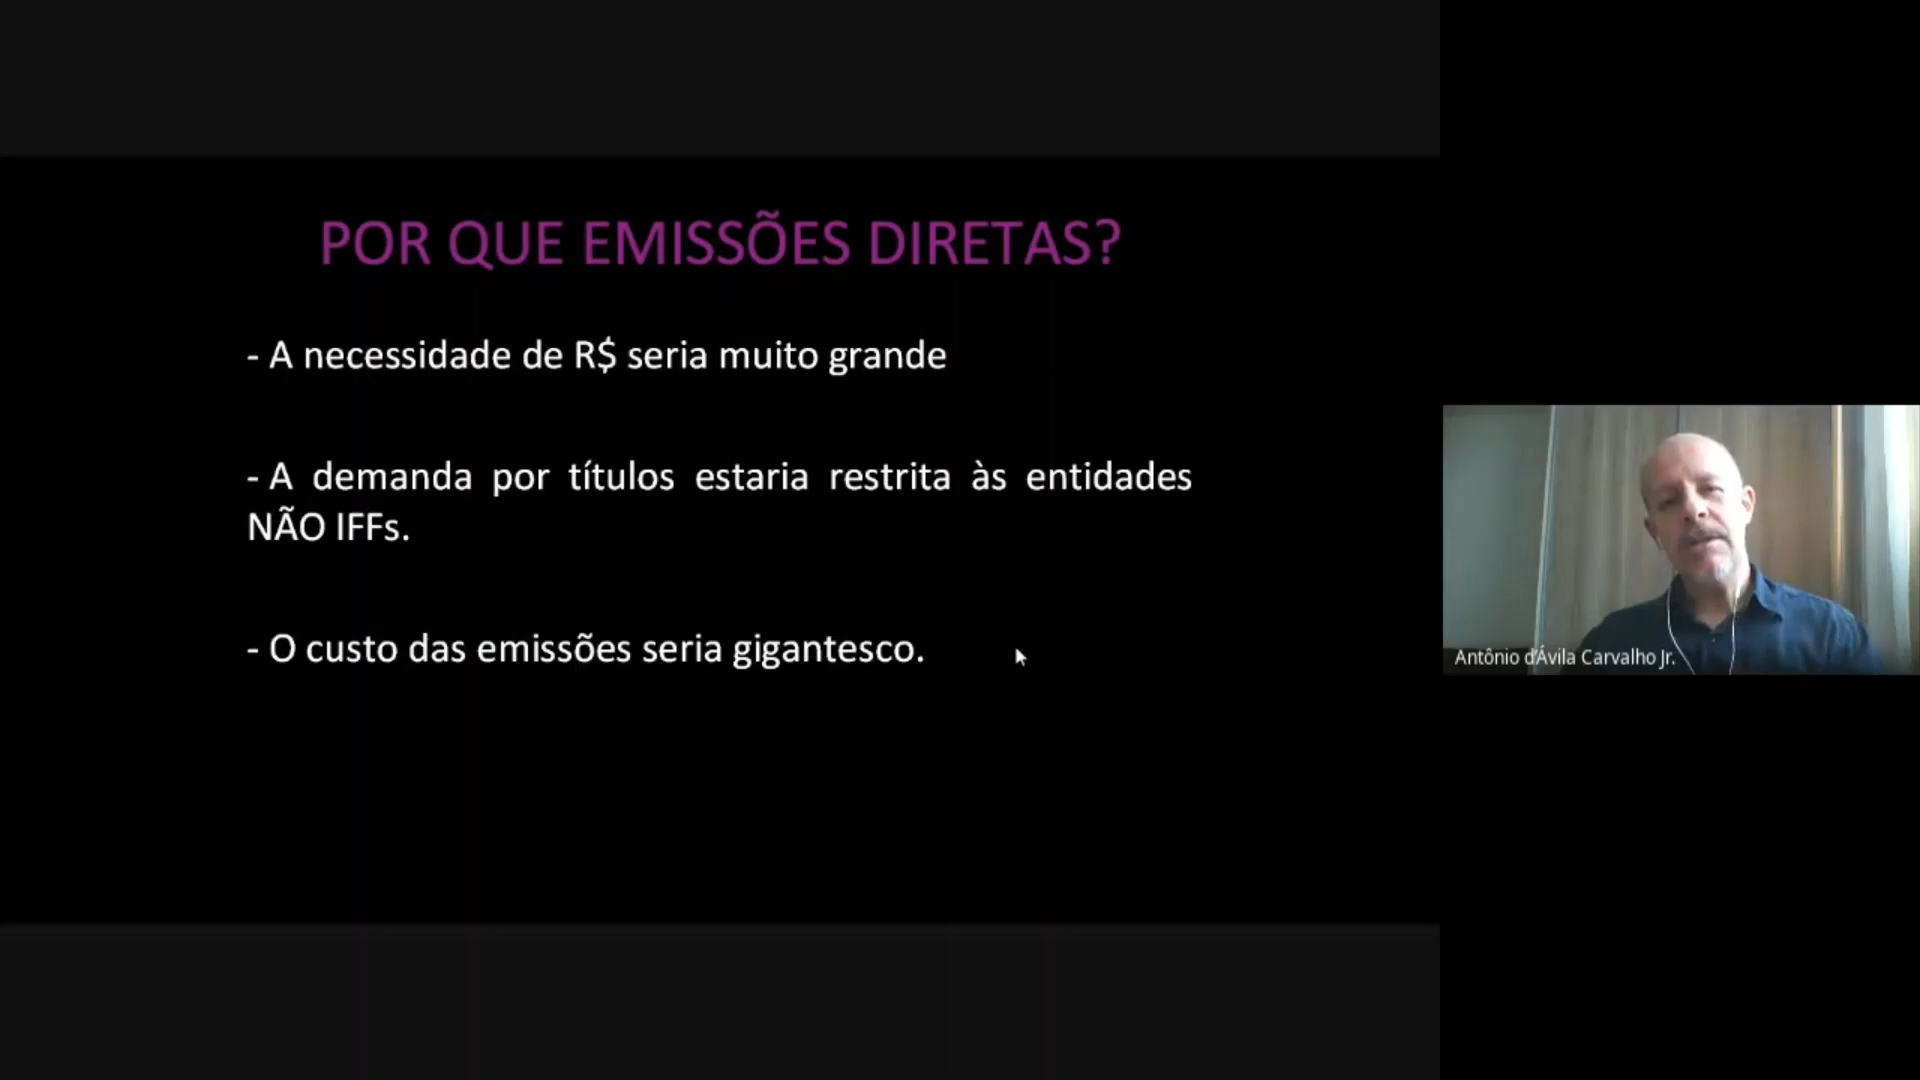 POR QUE EMISSÕES DIRETAS?
- A necessidade de R$ seria muito grande
- A demanda por títulos estaria restrita às entidades
NÃO IFFs.
- O custo das emissões seria gigantesco.
Antônio d'Ávila Carvalho Jr.